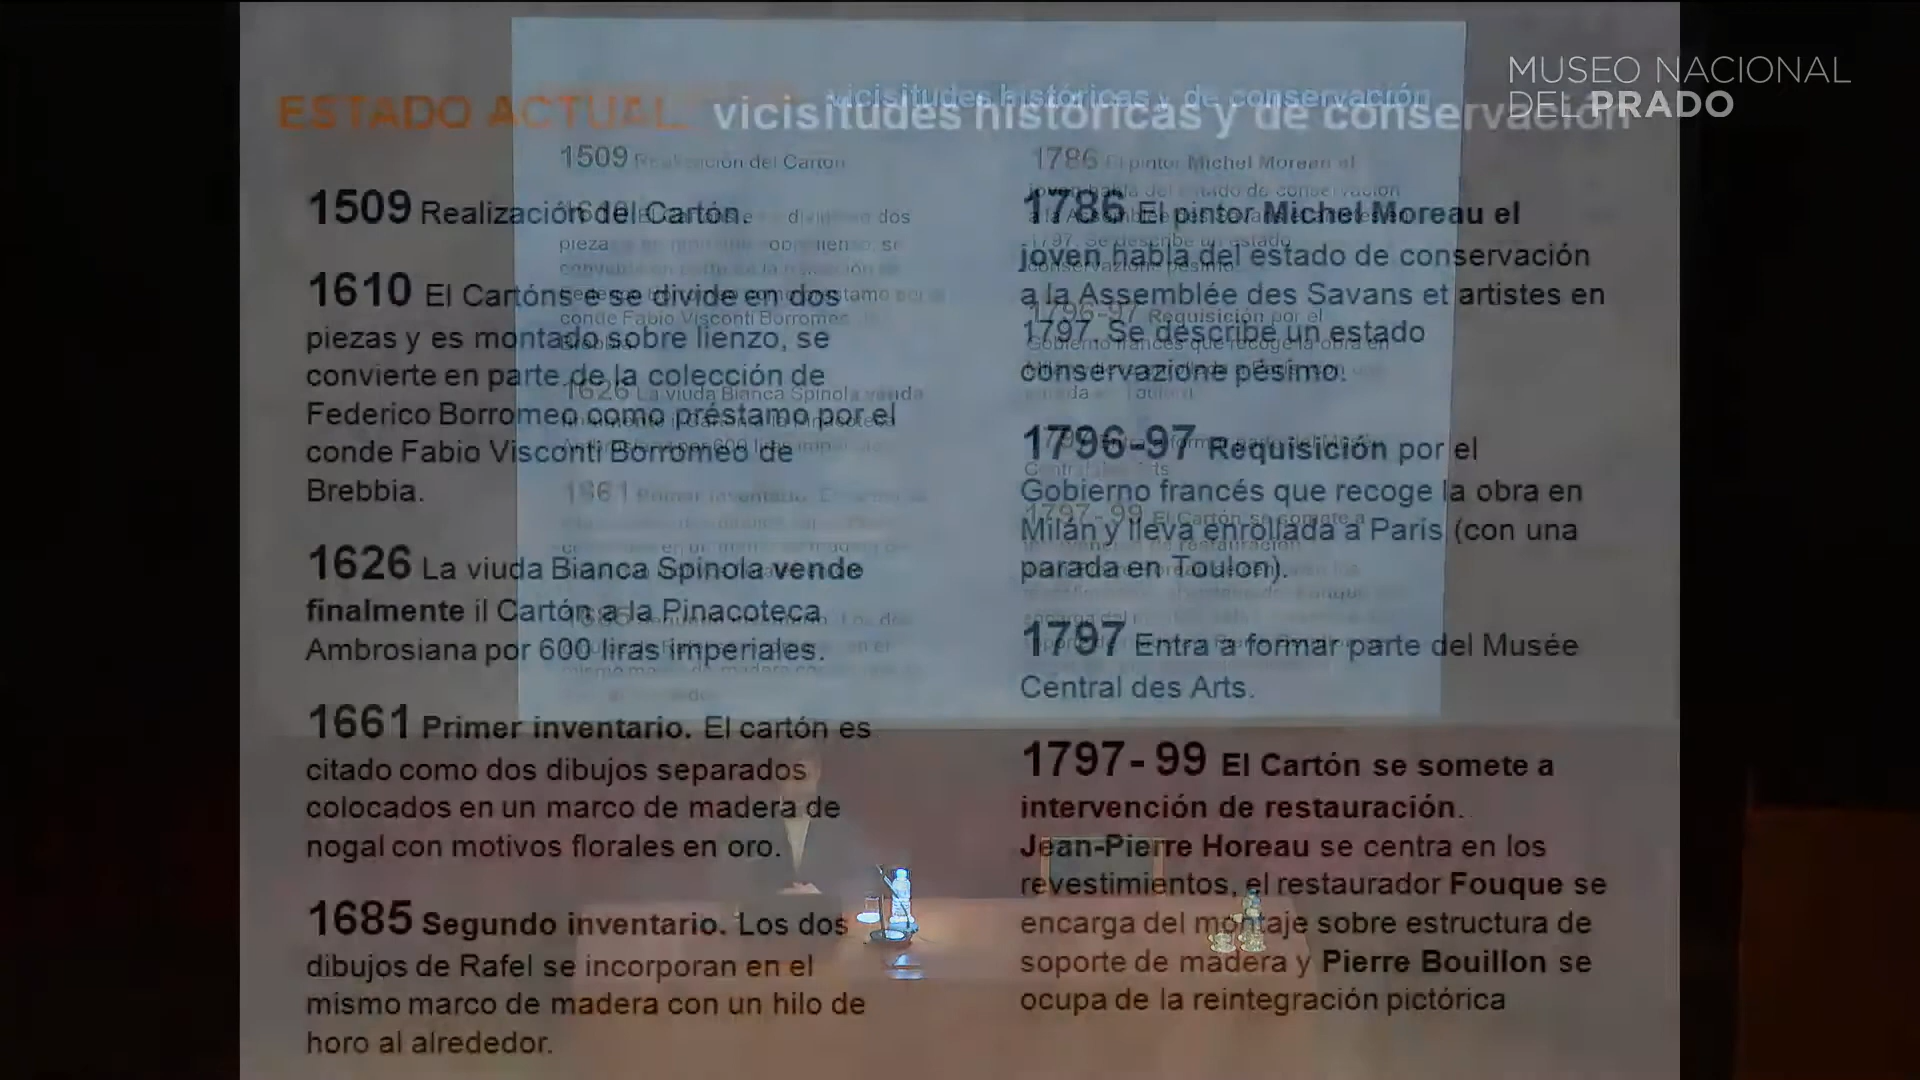 MUSEO NACIONAL
DEL PRADO
ESTADO ACTUAL: vicisitudes históricas y de conservación
1509 Realización del Cartón.
1610 El Cartóns e se divide en dos
piezas y es montado sobre lienzo, se
convierte en parte de la colección de
Federico Borromeo como préstamo por el
conde Fabio Visconti Borromeo de
Brebbia.
1626 La viuda Bianca Spinola vende
finalmente il Cartón a la Pinacoteca
Ambrosiana por 600 liras imperiales.
1661 Primer inventario. El cartón es
citado como dos dibujos separados
colocados en un marco de madera de
nogal con motivos florales en oro.
1685 Segundo inventario. Los dos
dibujos de Rafel se incorporan en el
mismo marco de madera con un hilo de
horo al alrededor.
1786 El pintor Michel Moreau el
joven habla del estado de conservación
a la Assemblée des Savans et artistes en
1797. Se describe un estado
conservazione pésimo.
1796-97 Requisición por el
Gobierno francés que recoge la obra en
Milán y lleva enrollada a París (con una
parada en Toulon).
1797 Entra a formar parte del Musée
Central des Arts.
1797- 99 El Cartón se somete a
intervención de restauración.
Jean-Pierre Horeau se centra en los
revestimientos, el restaurador Fouque se
encarga del montaje sobre estructura de
soporte de madera y Pierre Bouillon se
ocupa de la reintegración pictórica